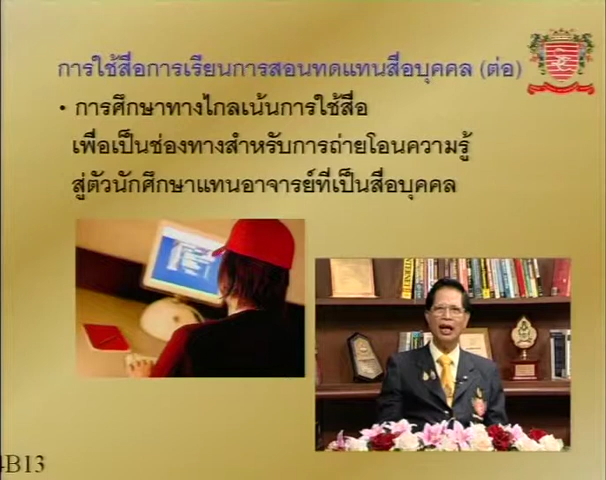 การใช้สื่อการเรียนการสอนทดแทนสื่อบุคคล (ต่อ)
• การศึกษาทางไกลเน้นการใช้สื่อ
เพื่อเป็นช่องทางสำหรับการถ่ายโอนความรู้
สู่ตัวนักศึกษาแทนอาจารย์ที่เป็นสื่อบุคคล
INTERNET
B13